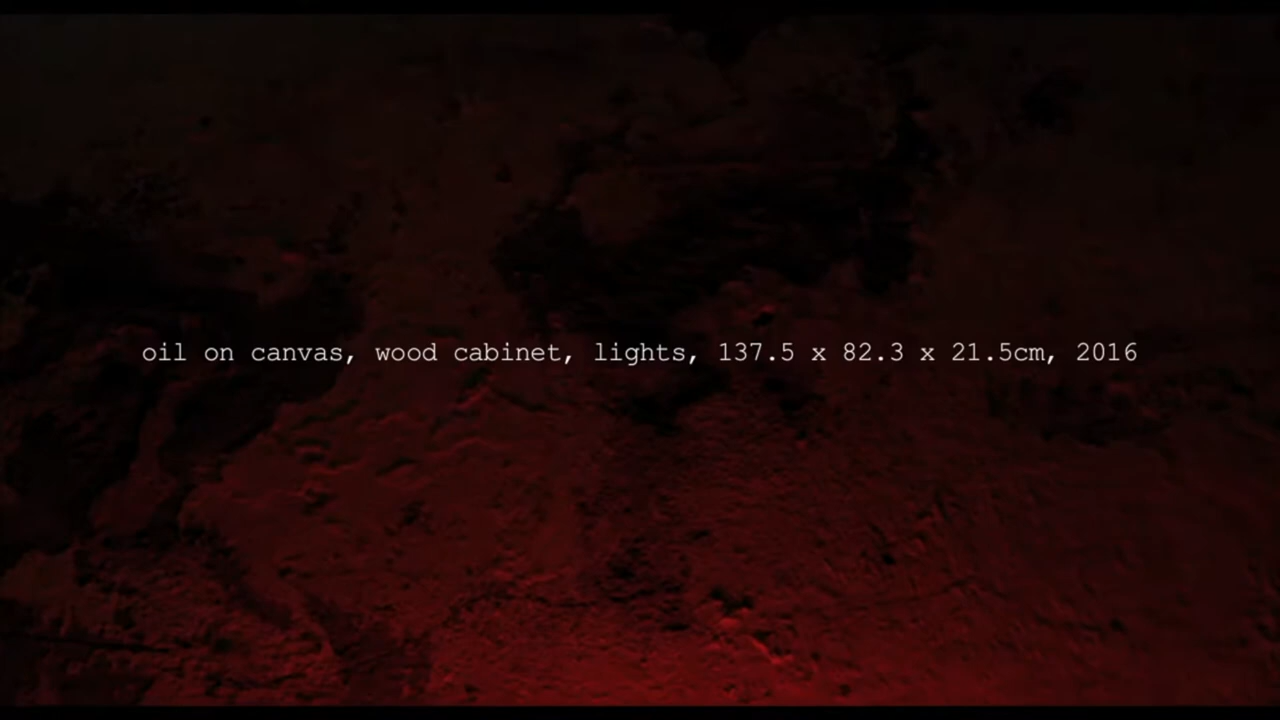 oil on canvas, wood cabinet, lights, 137.5 x 82.3 x 21.5cm, 2016